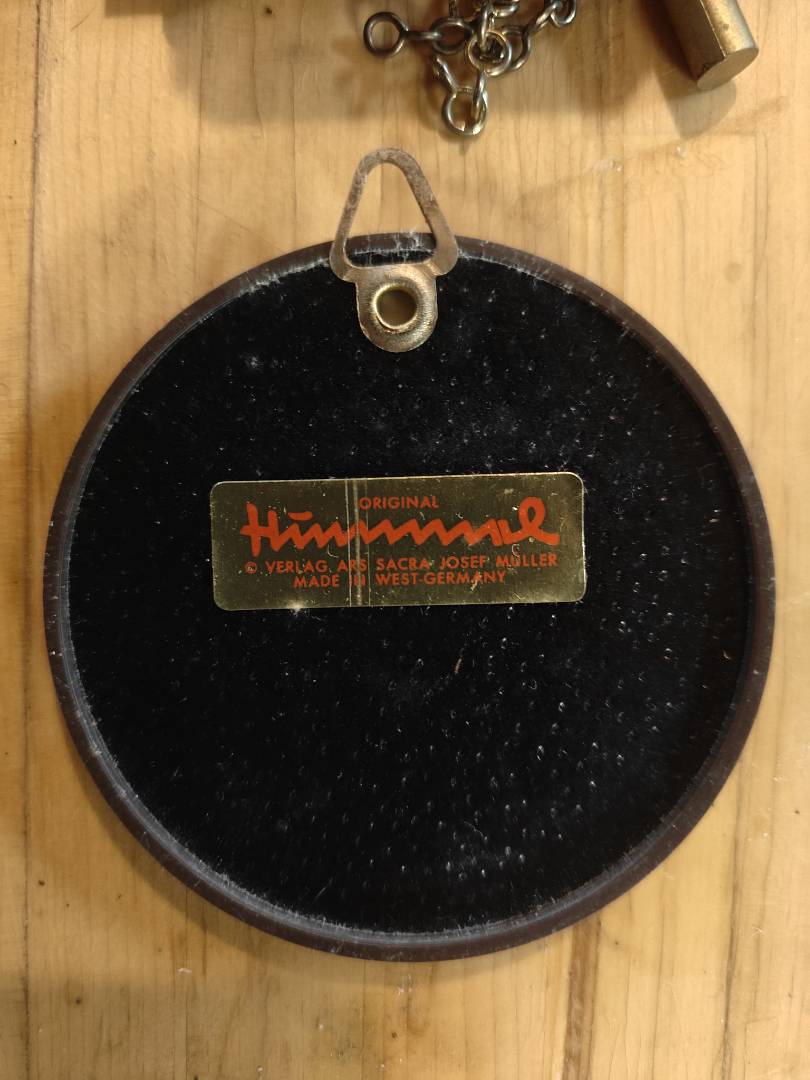 ORIGINAL
Hummel
© VERLAG ARS SACRA JOSEF MÜLLER
MADE IN WEST-GERMANY